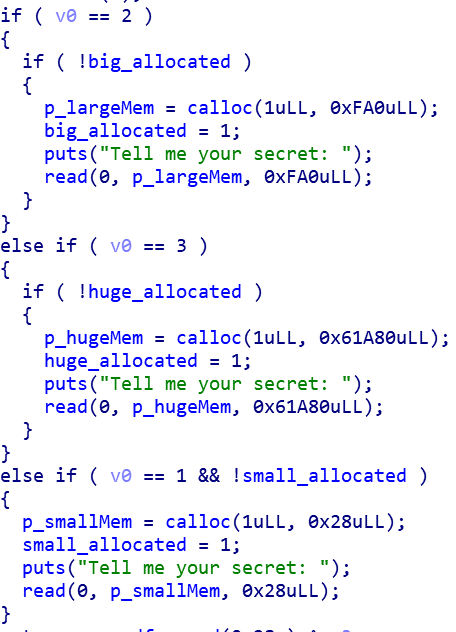 if ( v0 == 2 )
{
  if ( !big_allocated )
  {
    p_largeMem = calloc(1uLL, 0xFA0uLL);
    big_allocated = 1;
    puts("Tell me your secret: ");
    read(0, p_largeMem, 0xFA0uLL);
  }
}
else if ( v0 == 3 )
{
  if ( !huge_allocated )
  {
    p_hugeMem = calloc(1uLL, 0x61A80uLL);
    huge_allocated = 1;
    puts("Tell me your secret: ");
    read(0, p_hugeMem, 0x61A80uLL);
  }
}
else if ( v0 == 1 && !small_allocated )
{
  p_smallMem = calloc(1uLL, 0x28uLL);
  small_allocated = 1;
  puts("Tell me your secret: ");
  read(0, p_smallMem, 0x28uLL);
}